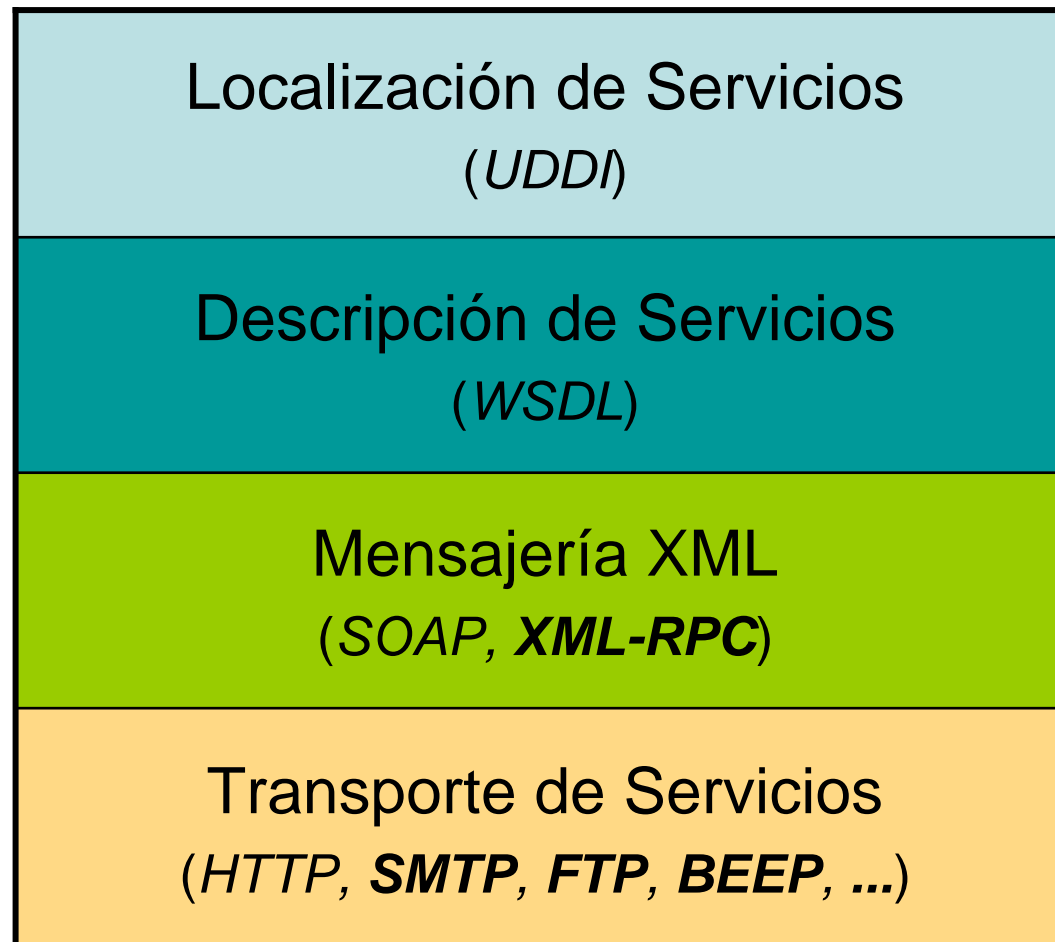 Localización de Servicios
(UDDI)
Descripción de Servicios
(WSDL)
Mensajería XML
(SOAP, XML-RPC)
Transporte de Servicios
(HTTP, SMTP, FTP, BEEP, ...)